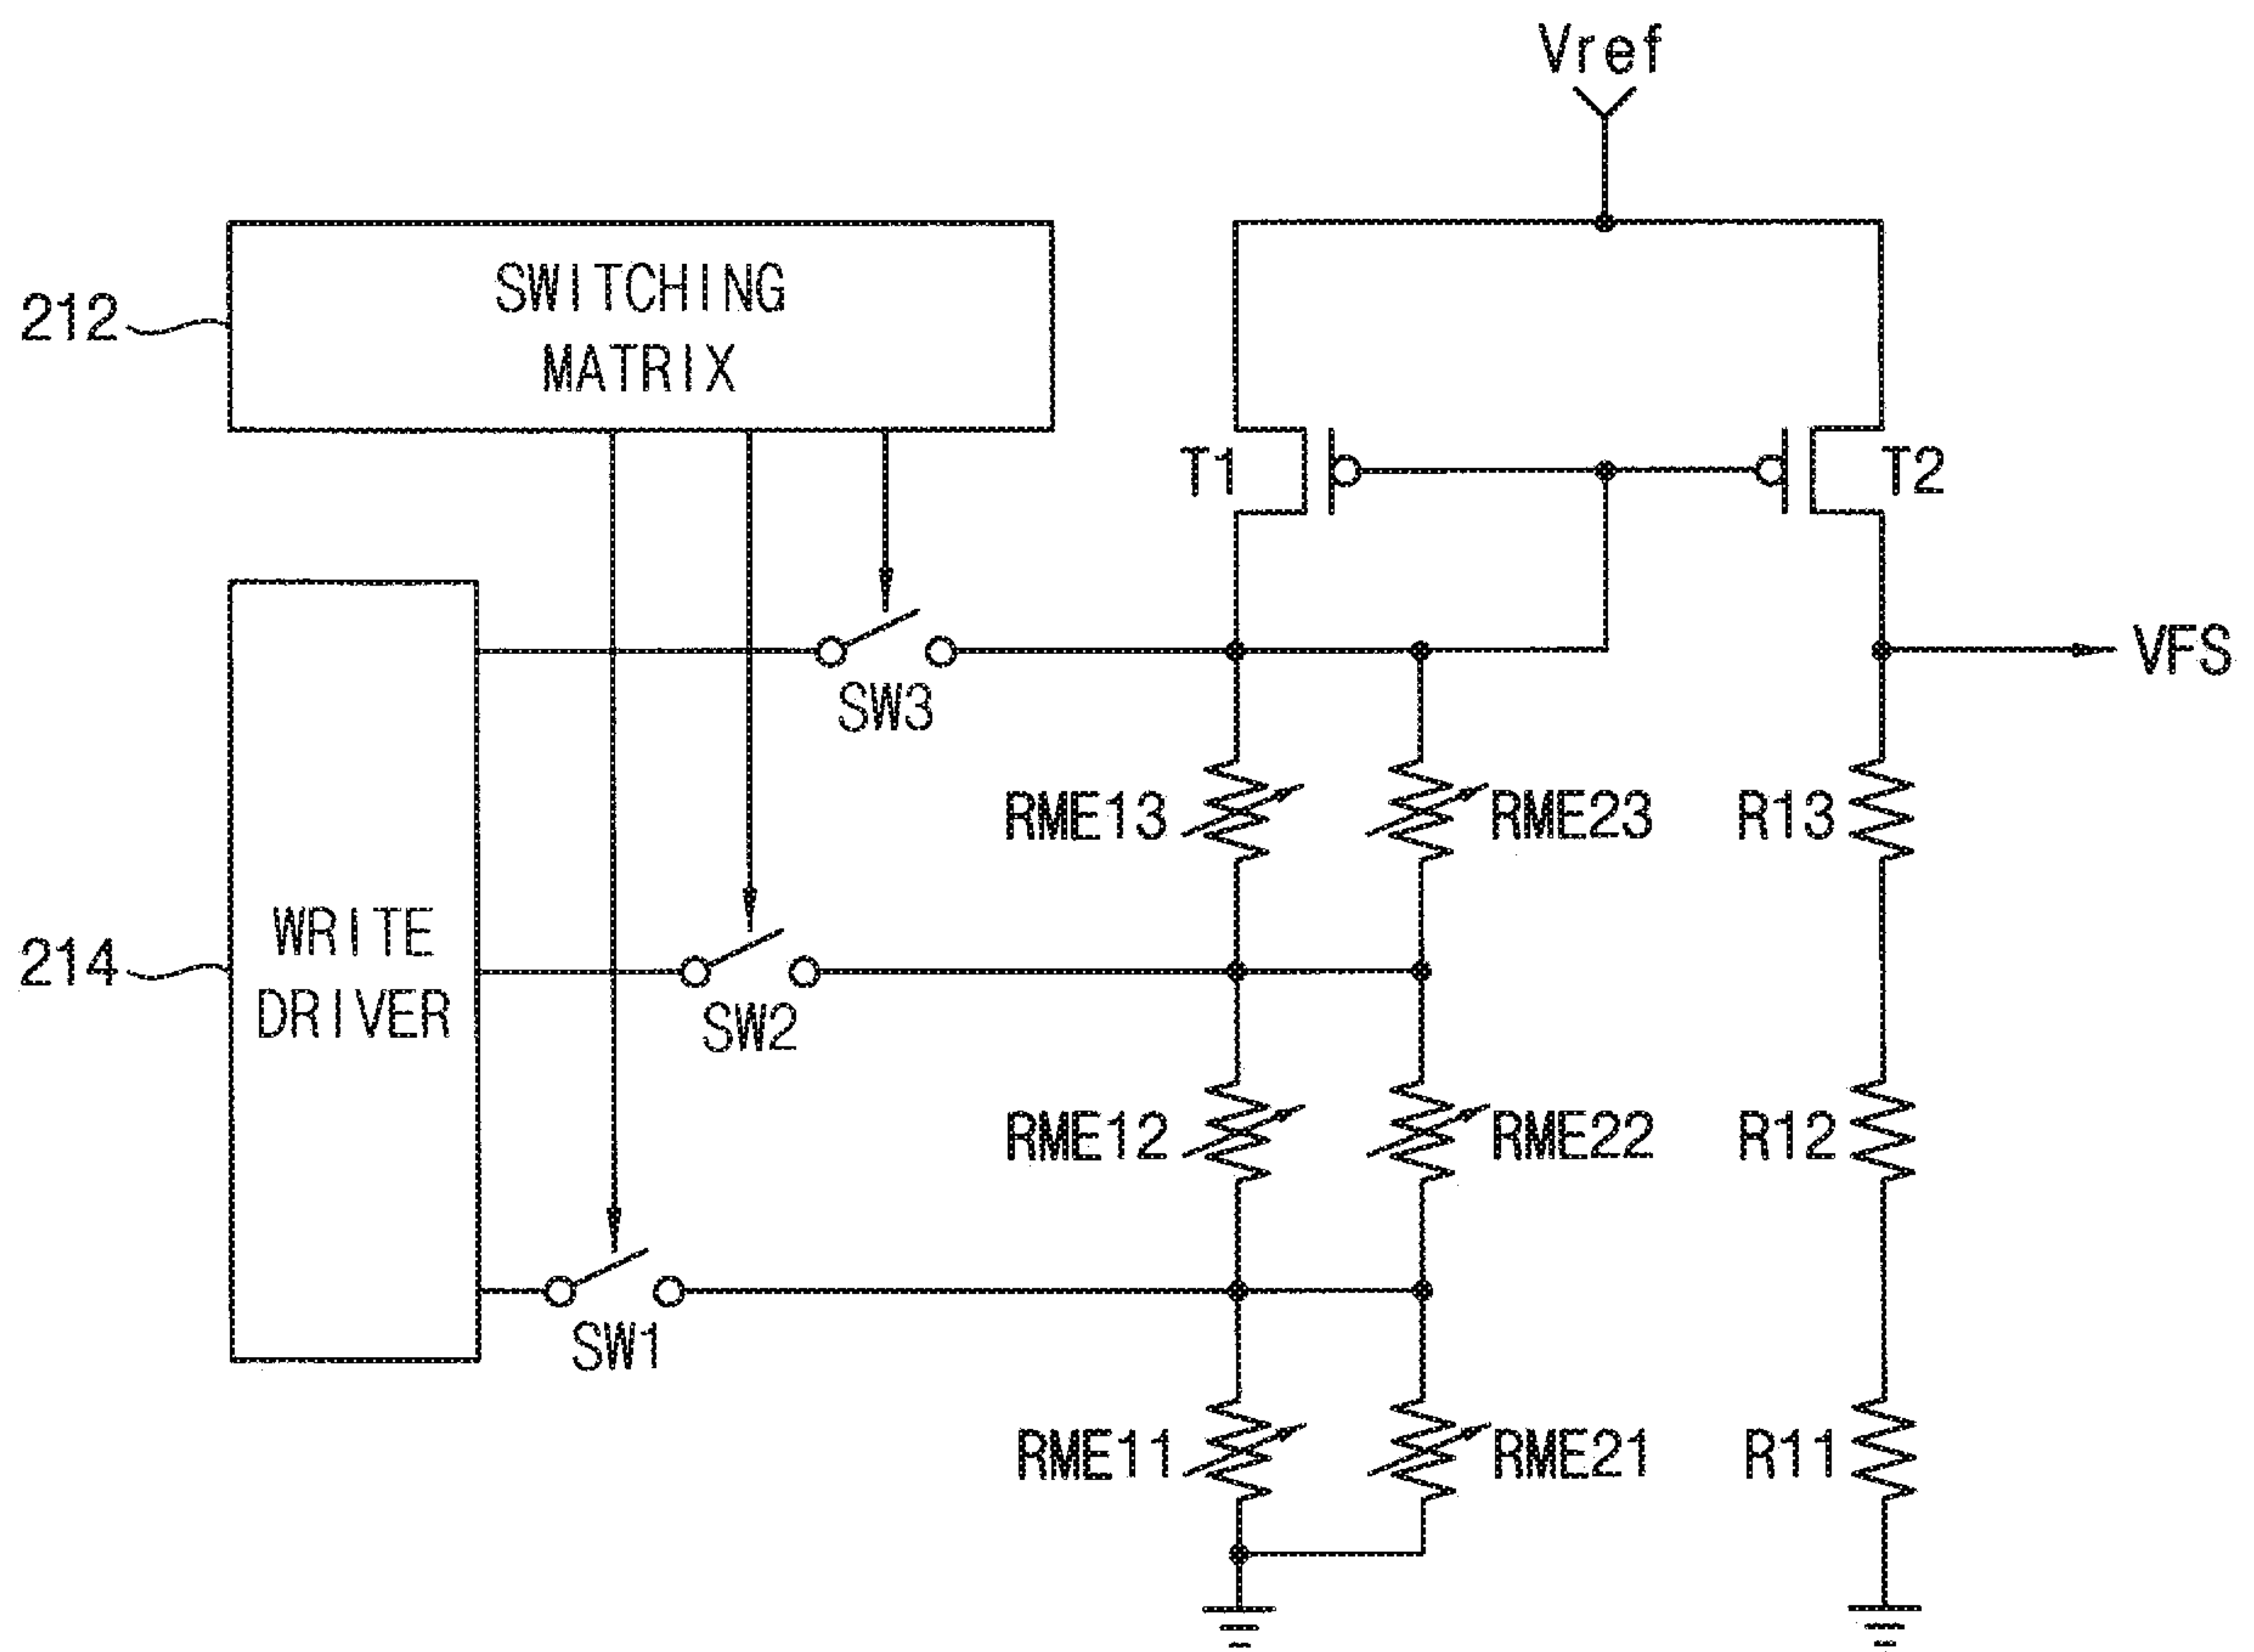 Vref
SWITCHING
MATRIX
212
T1
T2
VFS
SW3
RME13
RME23
R13
WRITE
DRIVER
214
SW2
RME12
RME22
R12
SW1
RME11
RME21
R11